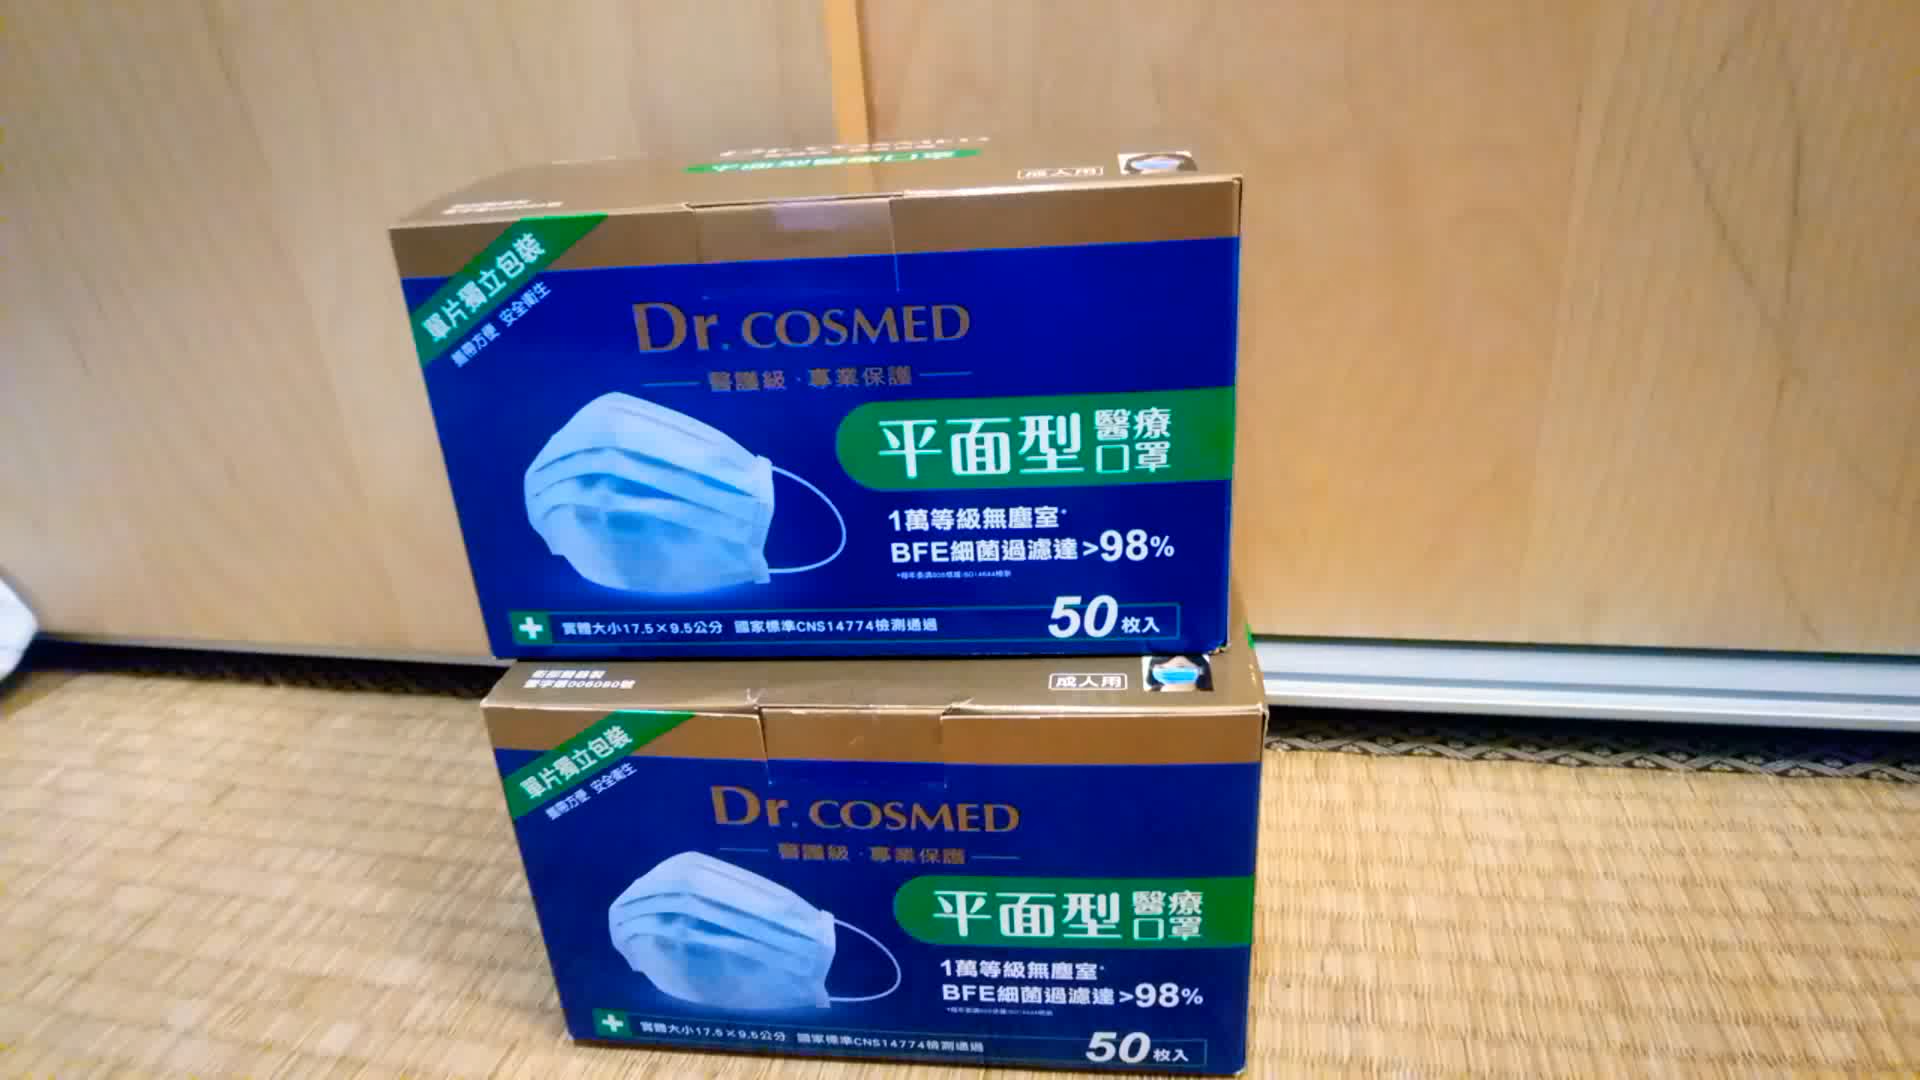 成人用
單片獨立包裝
攜帶方便 安全衛生
Dr. COSMED
醫護級·專業保護
平面型醫療口罩
1萬等級無塵室*
BFE細菌過濾達>98%
實體大小17.5×9.5公分 國家標準CNS14774檢測通過
50枚入
成人用
單片獨立包裝
攜帶方便 安全衛生
Dr. COSMED
醫護級·專業保護
平面型醫療口罩
1萬等級無塵室*
BFE細菌過濾達>98%
實體大小17.5×9.5公分 國家標準CNS14774檢測通過
50枚入